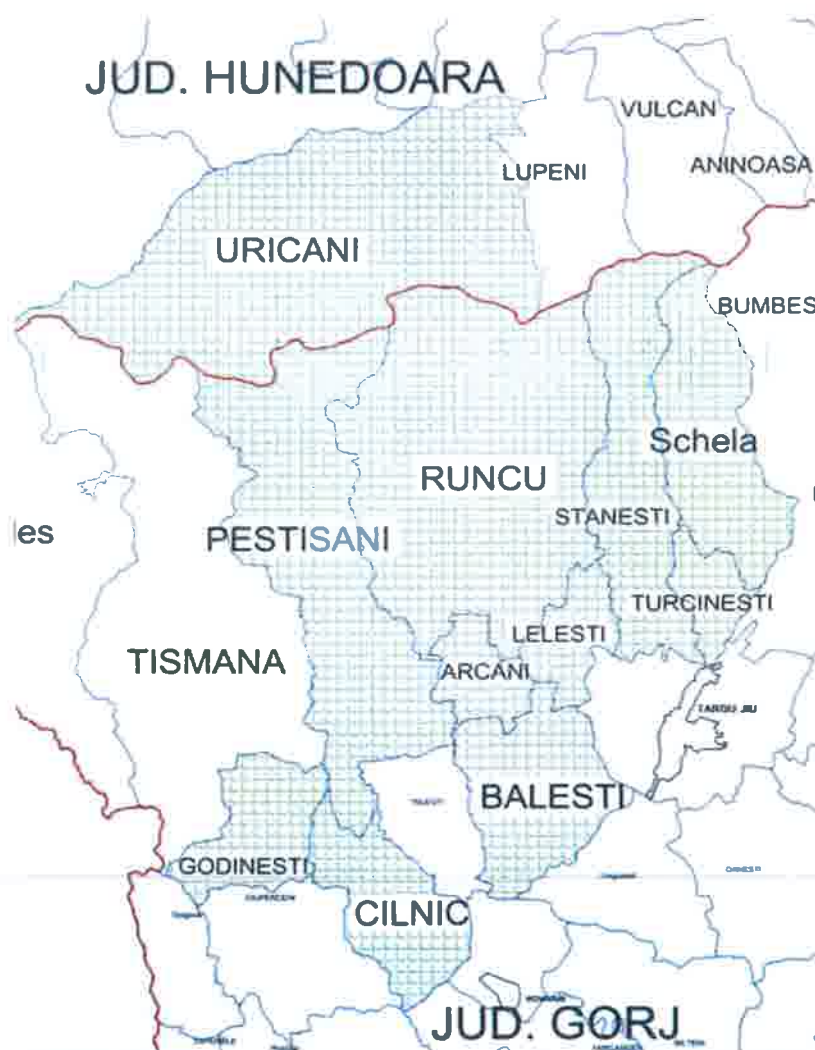 JUD. HUNEDOARA
VULCAN
ANINOASA
LUPENI
URICANI
BUMBES
Schela
RUNCU
STANESTI
les
PESTISANI
TURCINESTI
LELESTI
TISMANA
ARCANI
TARGU JIU
BALESTI
GODINESTI
CIUPERCENI
CILNIC
JUD. GORJ